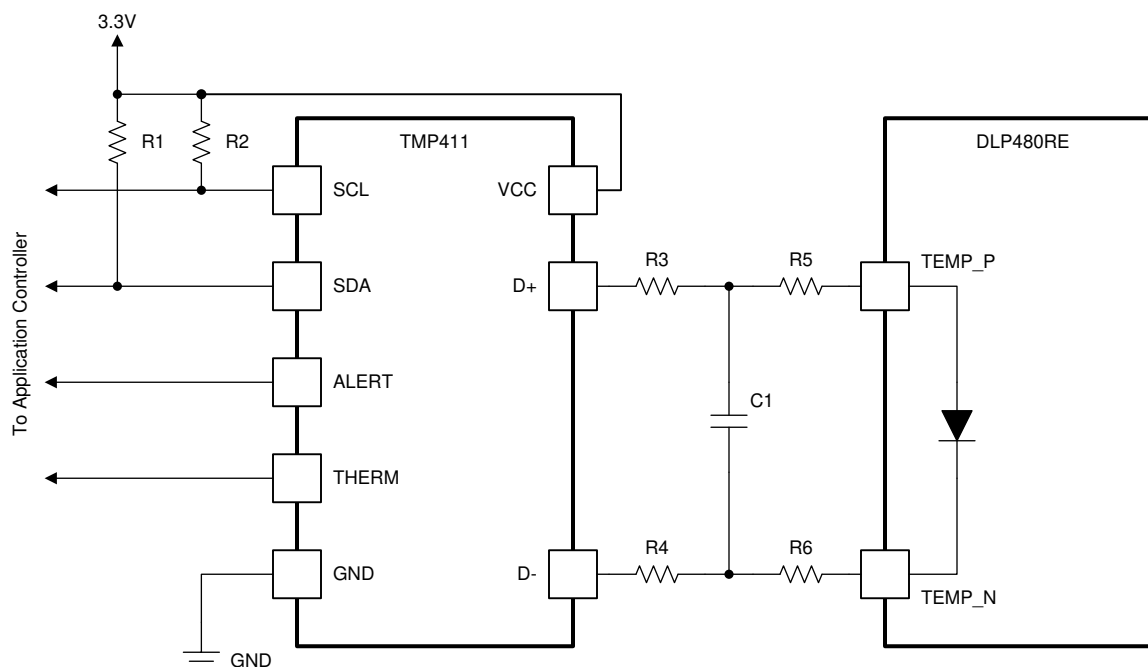 3.3V
R1
R2
TMP411
DLP480RE
SCL
VCC
R3
R5
TEMP_P
SDA
D+
To Application Controller
ALERT
C1
THERM
R4
R6
GND
D-
TEMP_N
GND